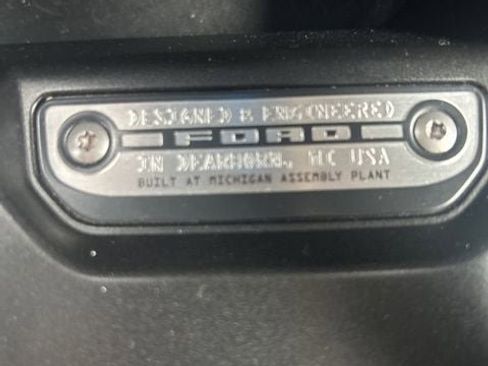 DESIGNED & ENGINEERED
FORD
IN DEARBORN, MI USA
BUILT AT MICHIGAN ASSEMBLY PLANT